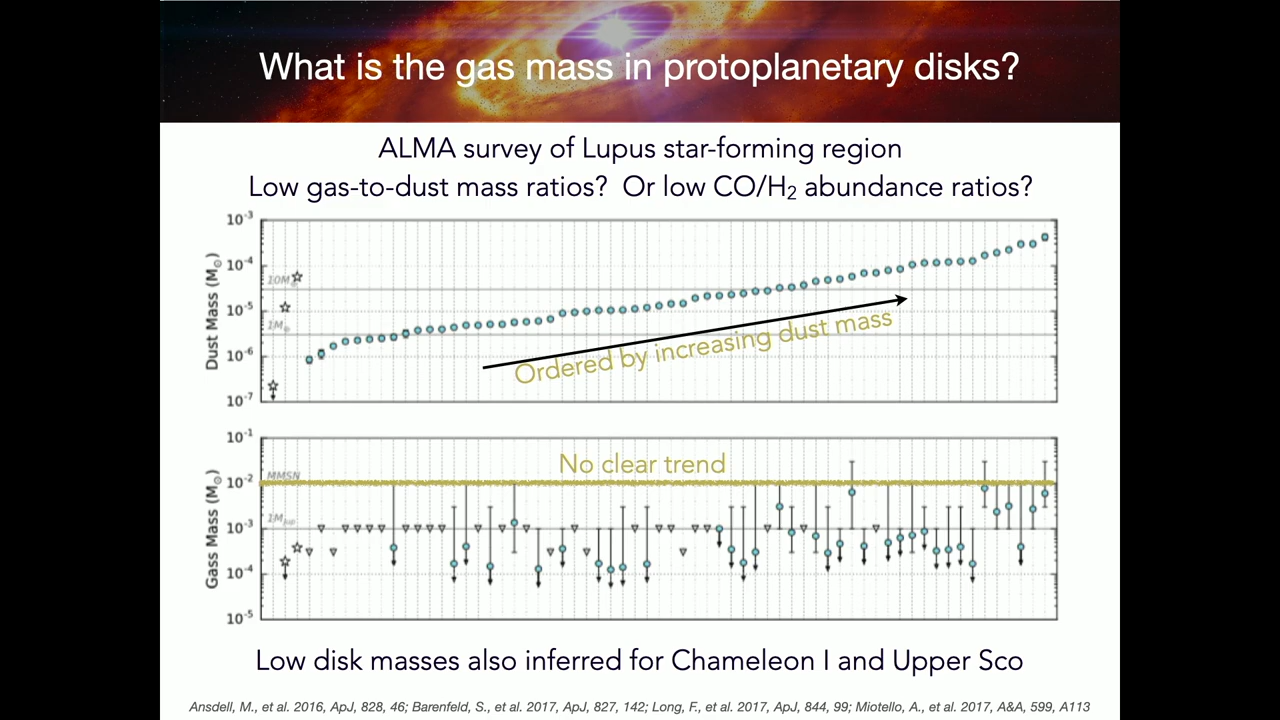 What is the gas mass in protoplanetary disks?
ALMA survey of Lupus star-forming region
Low gas-to-dust mass ratios? Or low CO/H₂ abundance ratios?
Dust Mass (M⊙)
10⁻³
10⁻⁴
10⁻⁵
10⁻⁶
10⁻⁷
10M⊕
1M⊕
Ordered by increasing dust mass
Gass Mass (M⊙)
10⁻¹
10⁻²
10⁻³
10⁻⁴
10⁻⁵
MMSN
1Mjup
No clear trend
Low disk masses also inferred for Chameleon I and Upper Sco
Ansdell, M., et al. 2016, ApJ, 828, 46; Barenfeld, S., et al. 2017, ApJ, 827, 142; Long, F., et al. 2017, ApJ, 844, 99; Miotello, A., et al. 2017, A&A, 599, A113